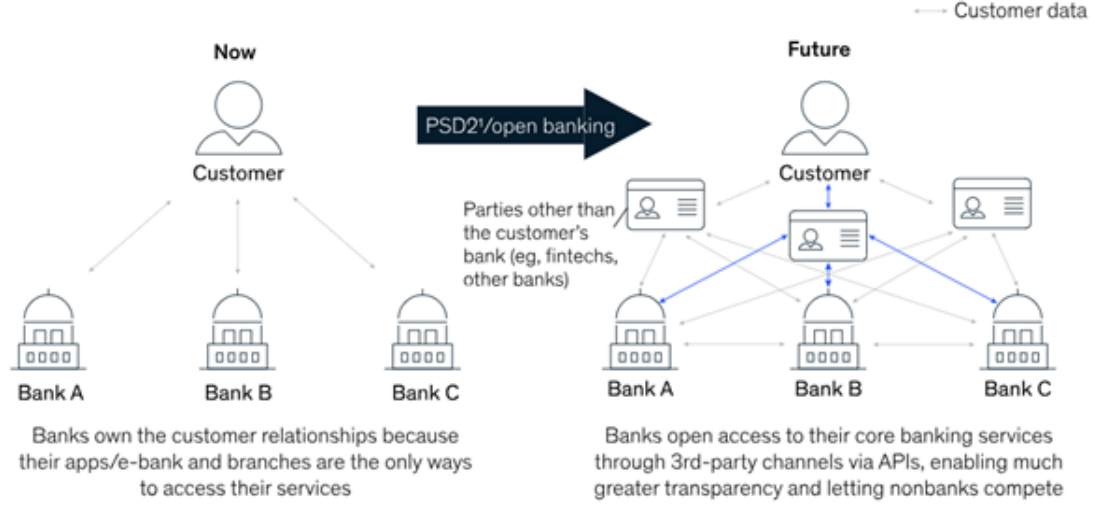 Customer data
Now
Future
PSD2¹/open banking
Customer
Customer
Parties other than
the customer's
bank (eg, fintechs,
other banks)
Bank A
Bank B
Bank C
Bank A
Bank B
Bank C
Banks own the customer relationships because
their apps/e-bank and branches are the only ways
to access their services
Banks open access to their core banking services
through 3rd-party channels via APIs, enabling much
greater transparency and letting nonbanks compete